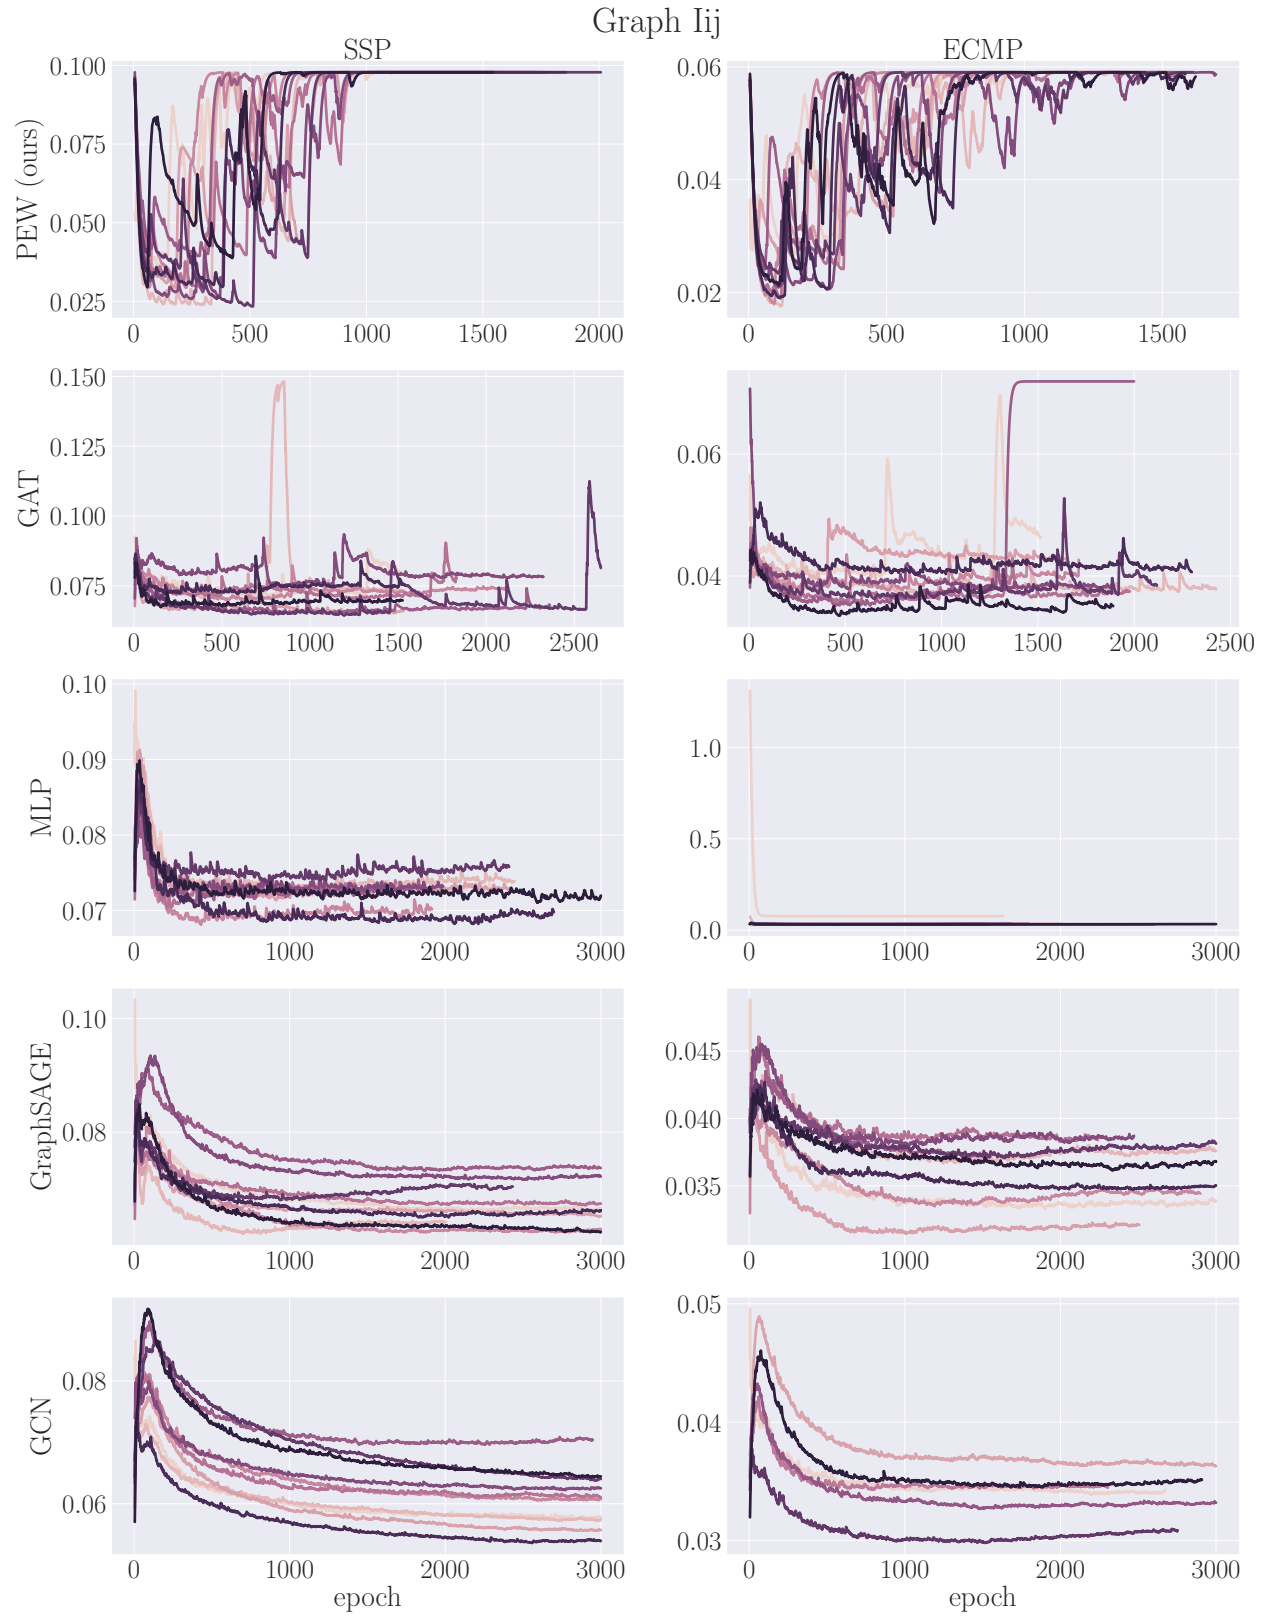 Graph Iij
SSP ECMP
PEW (ours)
0.100
0.075
0.050
0.025
0 500 1000 1500 2000
0.06
0.04
0.02
0 500 1000 1500
GAT
0.150
0.125
0.100
0.075
0 500 1000 1500 2000 2500
0.06
0.04
0 500 1000 1500 2000 2500
MLP
0.10
0.09
0.08
0.07
0 1000 2000 3000
1.0
0.5
0.0
0 1000 2000 3000
GraphSAGE
0.10
0.08
0 1000 2000 3000
0.045
0.040
0.035
0 1000 2000 3000
GCN
0.08
0.06
0 1000 2000 3000
epoch
0.05
0.04
0.03
0 1000 2000 3000
epoch